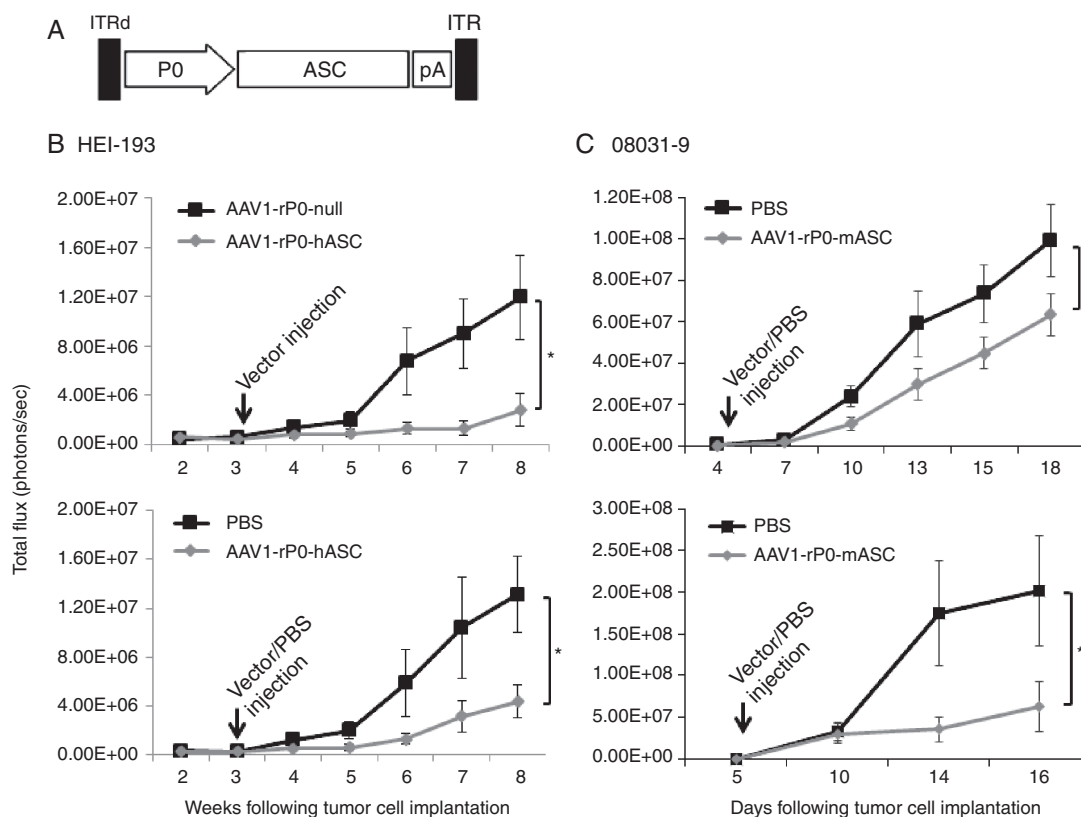 A
ITRd
ITR
P0
ASC
pA
B HEI-193
Total flux (photons/sec)
2.00E+07
1.60E+07
1.20E+07
8.00E+06
4.00E+06
0.00E+00
AAV1-rP0-null
AAV1-rP0-hASC
Vector injection
*
2 3 4 5 6 7 8
2.00E+07
1.60E+07
1.20E+07
8.00E+06
4.00E+06
0.00E+00
PBS
AAV1-rP0-hASC
Vector/PBS
injection
*
2 3 4 5 6 7 8
Weeks following tumor cell implantation
C 08031-9
1.20E+08
1.00E+08
8.00E+07
6.00E+07
4.00E+07
2.00E+07
0.00E+00
PBS
AAV1-rP0-mASC
Vector/PBS
injection
4 7 10 13 15 18
3.00E+08
2.50E+08
2.00E+08
1.50E+08
1.00E+08
5.00E+07
0.00E+00
PBS
AAV1-rP0-mASC
Vector/PBS
injection
*
5 10 14 16
Days following tumor cell implantation